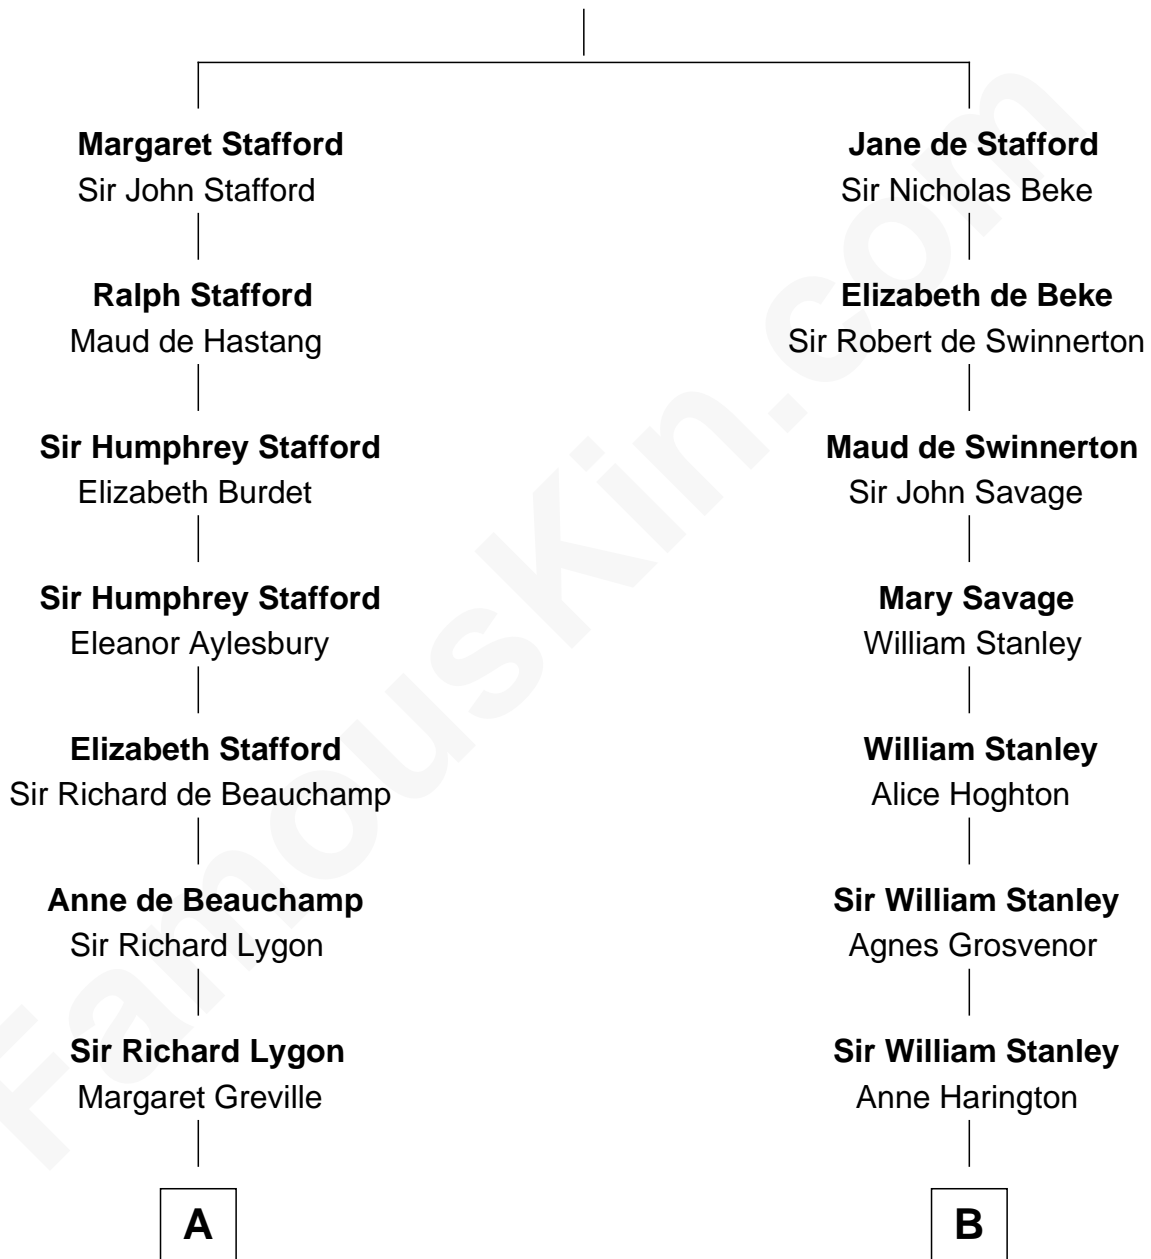 Margaret Stafford
Sir John Stafford
Ralph Stafford
Maud de Hastang
Sir Humphrey Stafford
Elizabeth Burdet
Sir Humphrey Stafford
Eleanor Aylesbury
Elizabeth Stafford
Sir Richard de Beauchamp
Anne de Beauchamp
Sir Richard Lygon
Sir Richard Lygon
Margaret Greville
A
Jane de Stafford
Sir Nicholas Beke
Elizabeth de Beke
Sir Robert de Swinnerton
Maud de Swinnerton
Sir John Savage
Mary Savage
William Stanley
William Stanley
Alice Hoghton
Sir William Stanley
Agnes Grosvenor
Sir William Stanley
Anne Harington
B
FamousKin.com